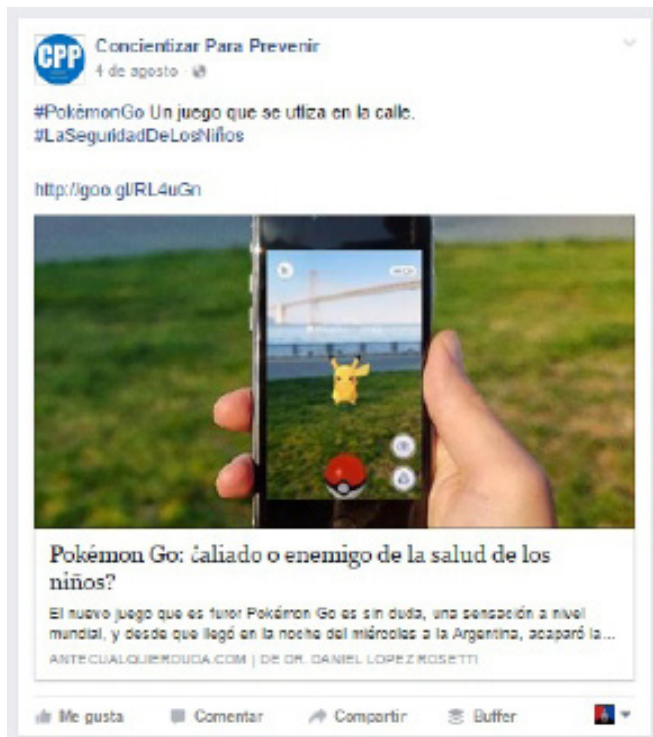 CPP
Concientizar Para Prevenir
4 de agosto
#PokémonGo Un juego que se utliza en la calle.
#LaSeguridadDeLosNiños
http://goo.gl/RL4uGn
Pokémon Go: ¿aliado o enemigo de la salud de los
niños?
El nuevo juego que es furor Pokémon Go es sin duda, una sensación a nivel
mundial, y desde que llegó en la noche del miércoles a la Argentina, acaparó la...
ANTECUALQUIERDUDA.COM | DE DR. DANIEL LOPEZ ROSETTI
Me gusta Comentar Compartir Buffer